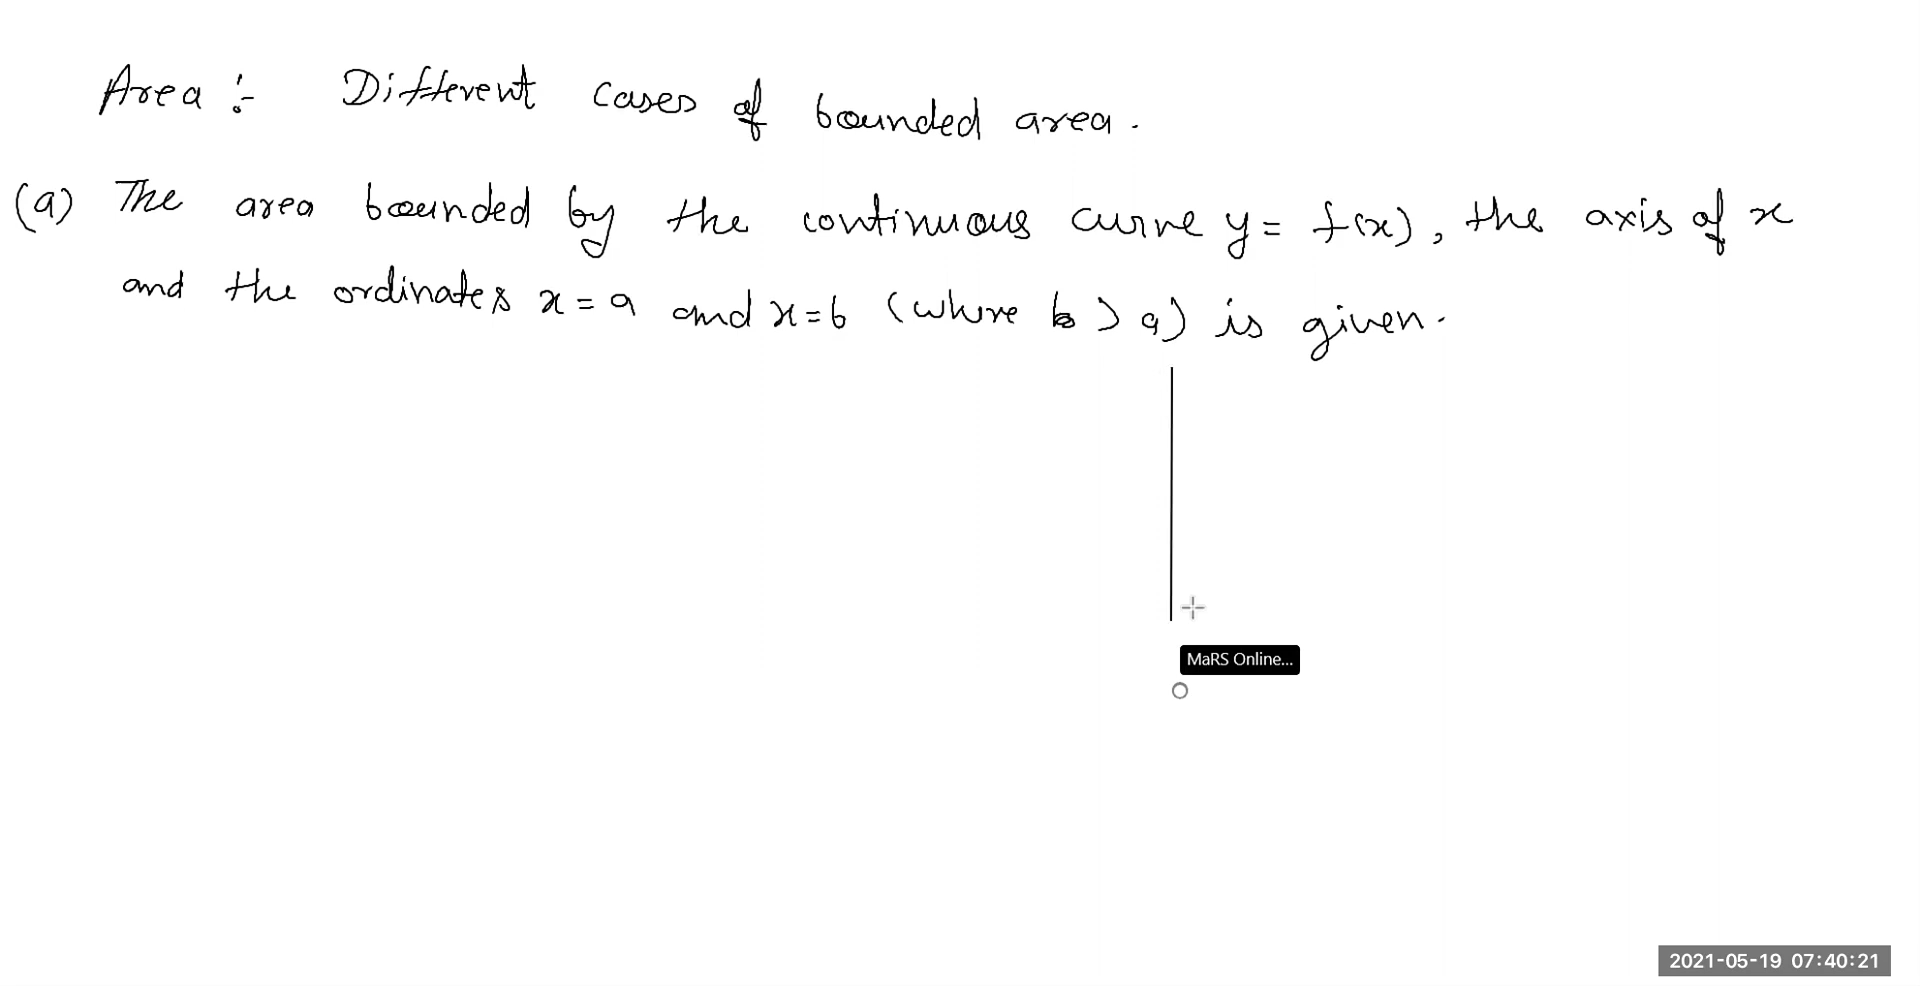 Area :- Different cases of bounded area.
(a) The area bounded by the continuous curve y = f(x), the axis of x
and the ordinates x = a and x = b (where b > a) is given.
MaRS Online...
2021-05-19 07:40:21